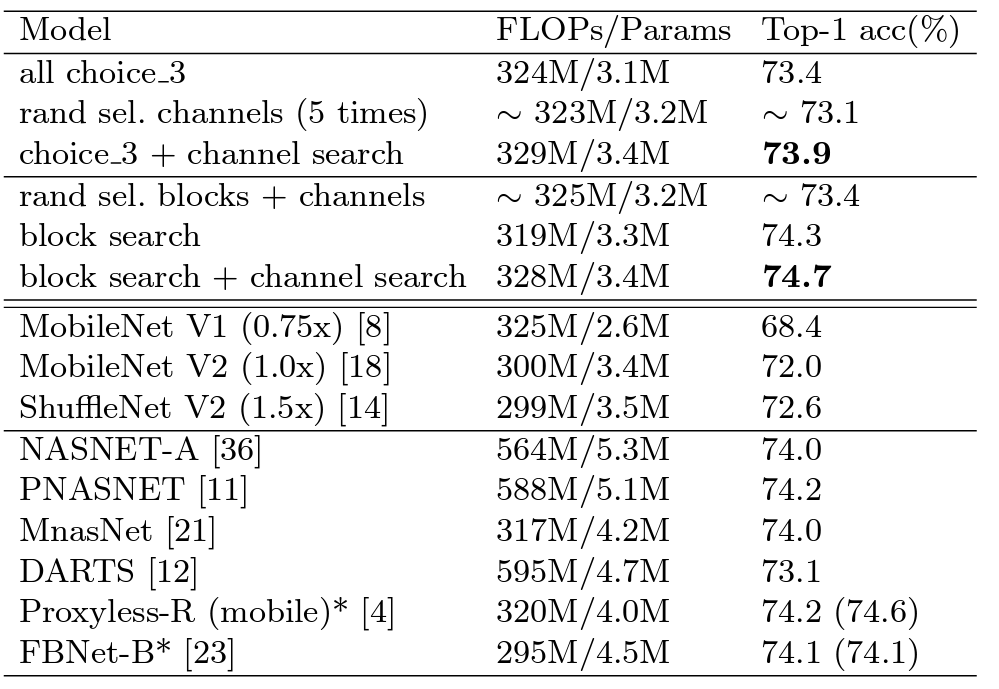 Model FLOPs/Params Top-1 acc(%)
all choice_3 324M/3.1M 73.4
rand sel. channels (5 times) ∼ 323M/3.2M ∼ 73.1
choice_3 + channel search 329M/3.4M 73.9
rand sel. blocks + channels ∼ 325M/3.2M ∼ 73.4
block search 319M/3.3M 74.3
block search + channel search 328M/3.4M 74.7
MobileNet V1 (0.75x) [8] 325M/2.6M 68.4
MobileNet V2 (1.0x) [18] 300M/3.4M 72.0
ShuffleNet V2 (1.5x) [14] 299M/3.5M 72.6
NASNET-A [36] 564M/5.3M 74.0
PNASNET [11] 588M/5.1M 74.2
MnasNet [21] 317M/4.2M 74.0
DARTS [12] 595M/4.7M 73.1
Proxyless-R (mobile)* [4] 320M/4.0M 74.2 (74.6)
FBNet-B* [23] 295M/4.5M 74.1 (74.1)